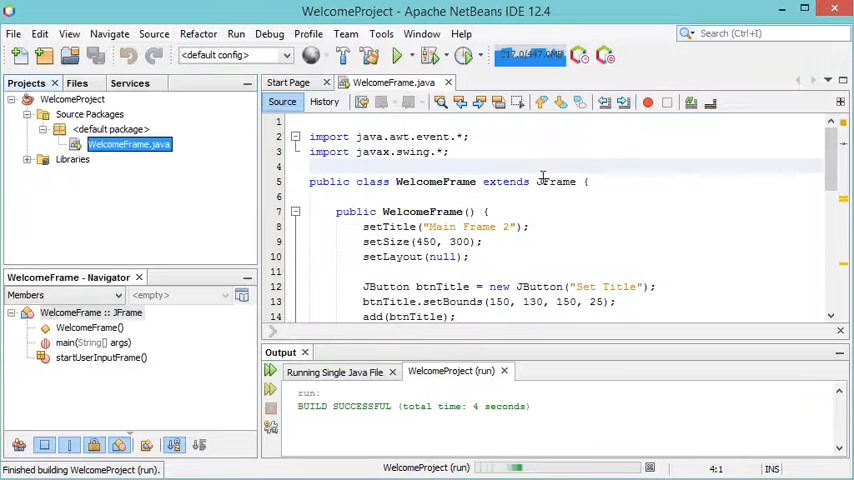 WelcomeProject - Apache NetBeans IDE 12.4
File Edit View Navigate Source Refactor Run Debug Profile Team Tools Window Help
Search (Ctrl+I)
<default config>
217.0/447.0MB
Projects Files Services
WelcomeProject
Source Packages
<default package>
WelcomeFrame.java
Libraries
Start Page WelcomeFrame.java
Source History
1
2 import java.awt.event.*;
3 import javax.swing.*;
4
5 public class WelcomeFrame extends JFrame {
6
7 public WelcomeFrame() {
8 setTitle("Main Frame 2");
9 setSize(450, 300);
10 setLayout(null);
11
12 JButton btnTitle = new JButton("Set Title");
13 btnTitle.setBounds(150, 130, 150, 25);
14 add(btnTitle);
WelcomeFrame - Navigator
Members <empty>
WelcomeFrame :: JFrame
WelcomeFrame()
main(String[] args)
startUserInputFrame()
Output
Running Single Java File WelcomeProject (run)
run:
BUILD SUCCESSFUL (total time: 4 seconds)
Finished building WelcomeProject (run).
WelcomeProject (run)
4:1
INS